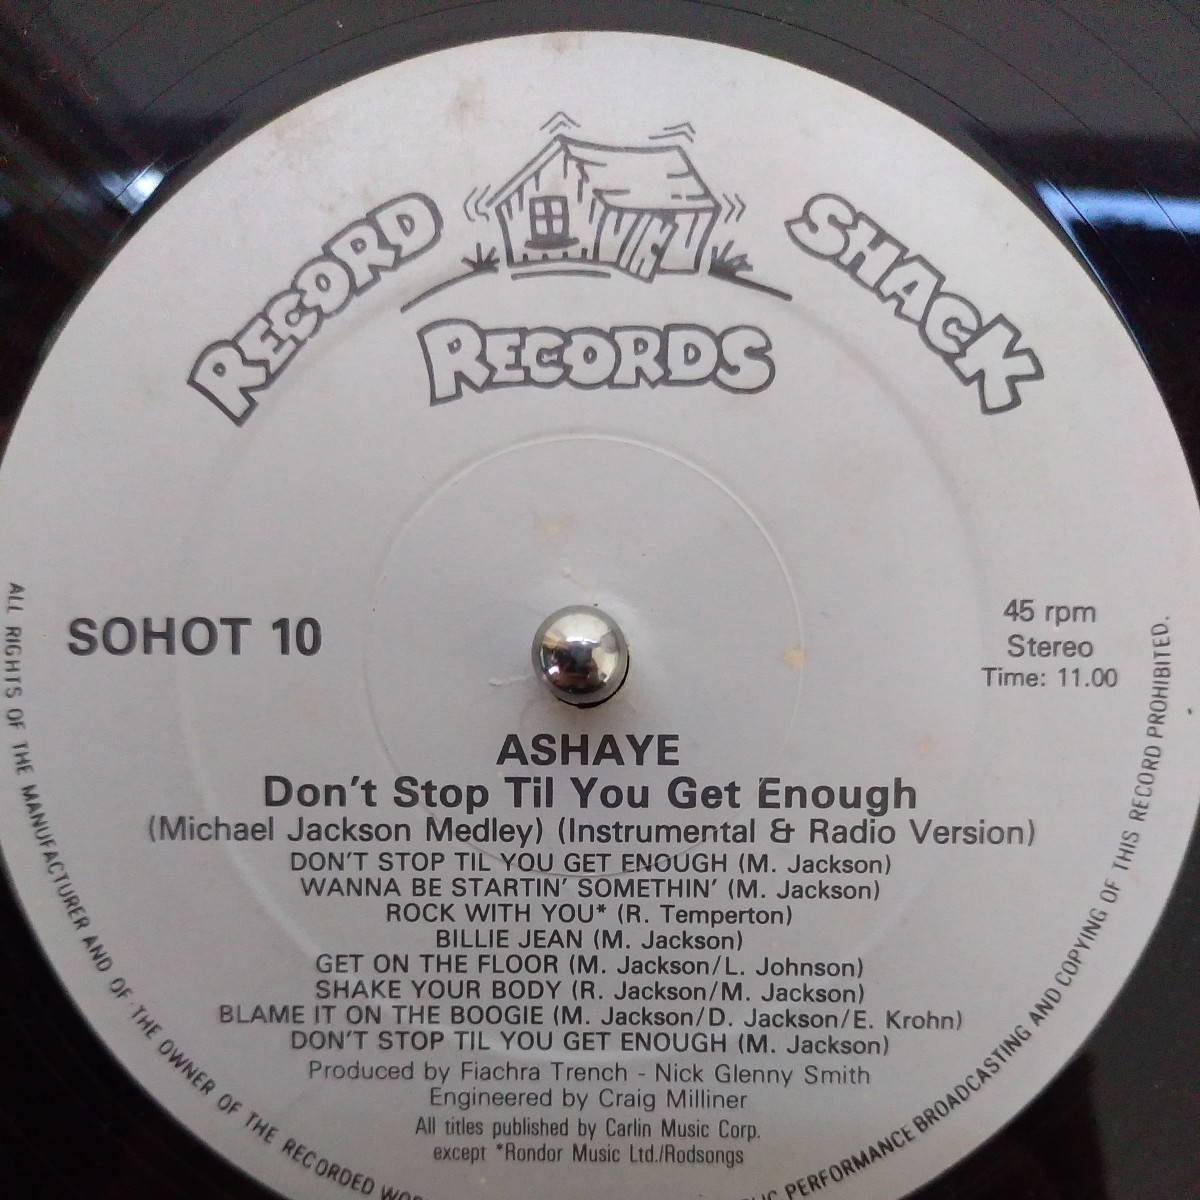 RECORD SHACK
RECORDS
SOHOT 10
45 rpm
Stereo
Time: 11.00
ASHAYE
Don't Stop Til You Get Enough
(Michael Jackson Medley) (Instrumental & Radio Version)
DON'T STOP TIL YOU GET ENOUGH (M. Jackson)
WANNA BE STARTIN' SOMETHIN' (M. Jackson)
ROCK WITH YOU* (R. Temperton)
BILLIE JEAN (M. Jackson)
GET ON THE FLOOR (M. Jackson/L. Johnson)
SHAKE YOUR BODY (R. Jackson/M. Jackson)
BLAME IT ON THE BOOGIE (M. Jackson/D. Jackson/E. Krohn)
DON'T STOP TIL YOU GET ENOUGH (M. Jackson)
Produced by Fiachra Trench - Nick Glenny Smith
Engineered by Craig Milliner
All titles published by Carlin Music Corp.
except *Rondor Music Ltd./Rodsongs
ALL RIGHTS OF THE MANUFACTURER AND OF THE OWNER OF THE RECORDED
PERFORMANCE BROADCASTING AND COPYING OF THIS RECORD PROHIBITED.